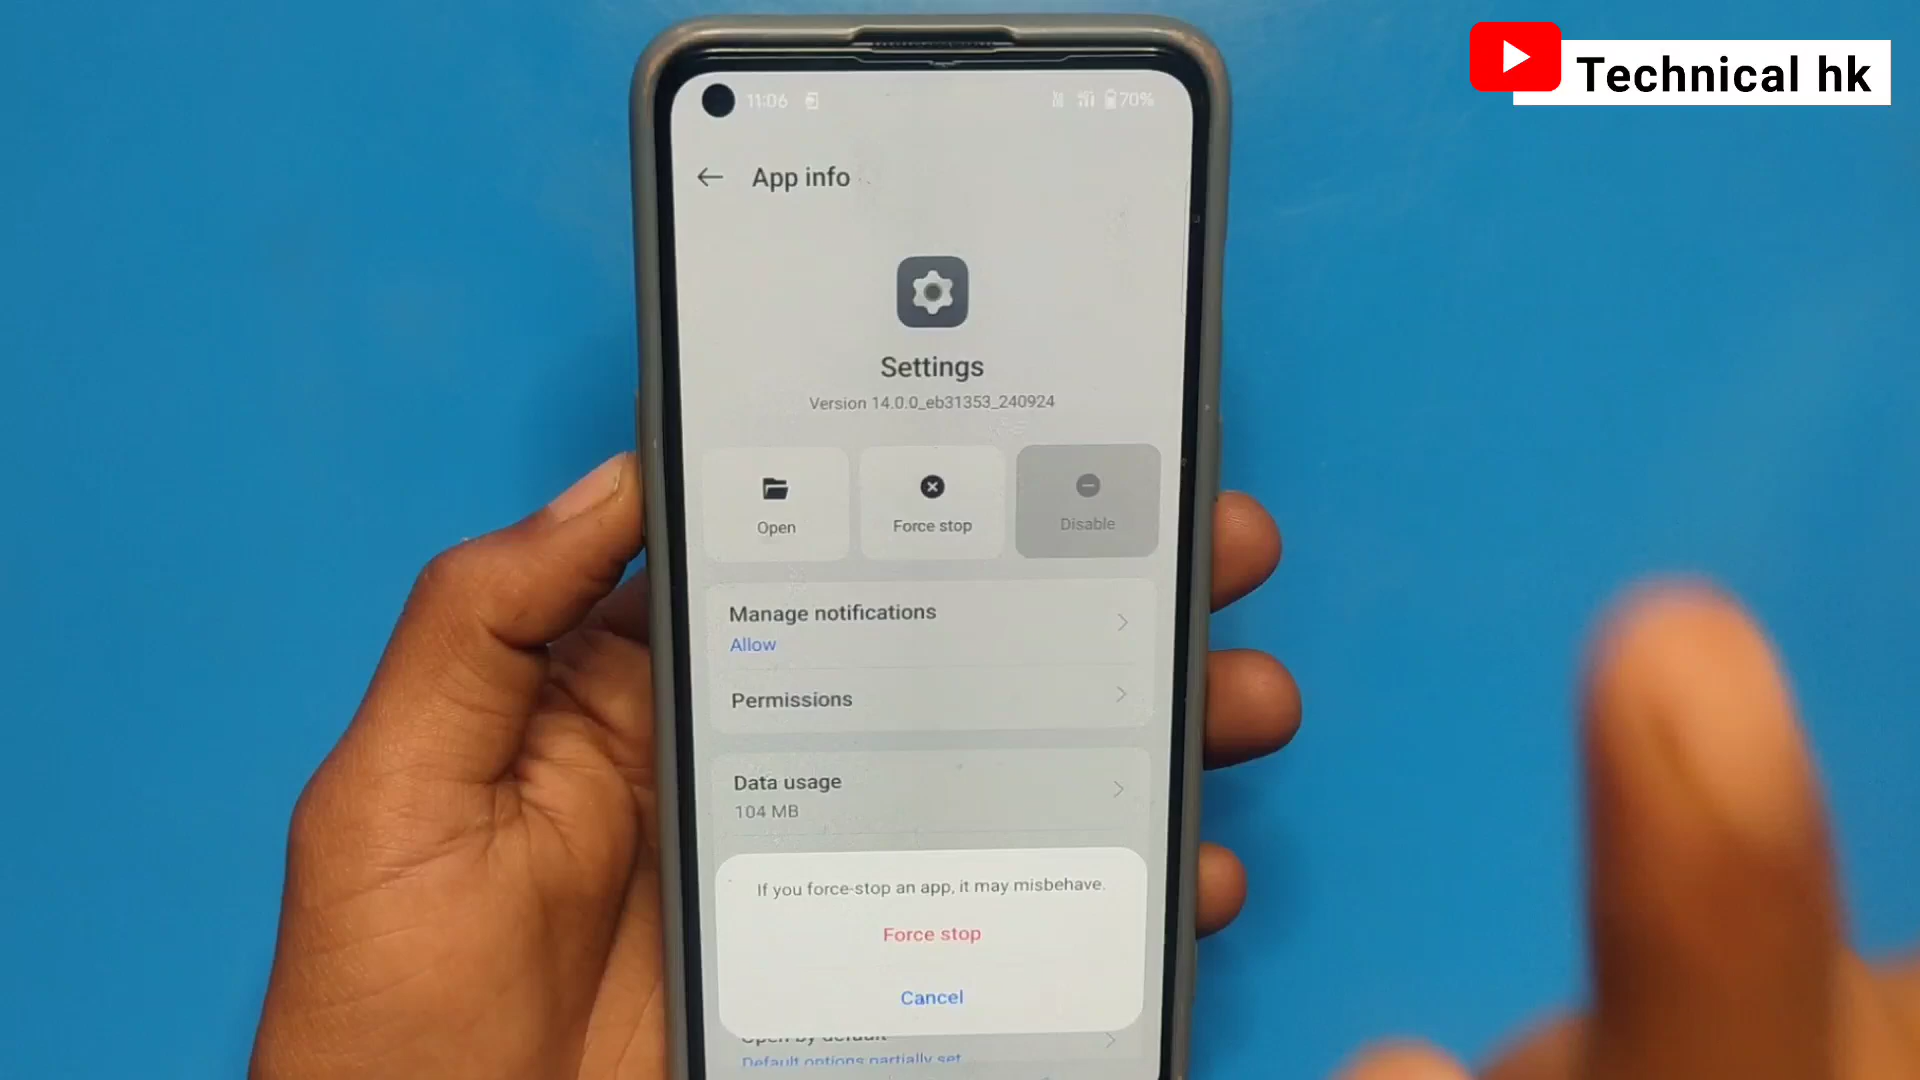 Technical hk
11:06
70%
App info
Settings
Version 14.0.0_eb31353_240924
Open
Force stop
Disable
Manage notifications
Allow
Permissions
Data usage
104 MB
If you force-stop an app, it may misbehave.
Force stop
Cancel
Open by default
Default options partially set